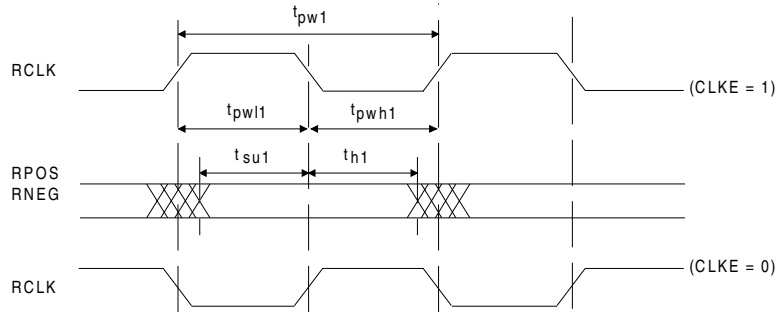 tpw1
RCLK
(CLKE = 1)
tpwl1 tpwh1
tsu1 th1
RPOS
RNEG
(CLKE = 0)
RCLK